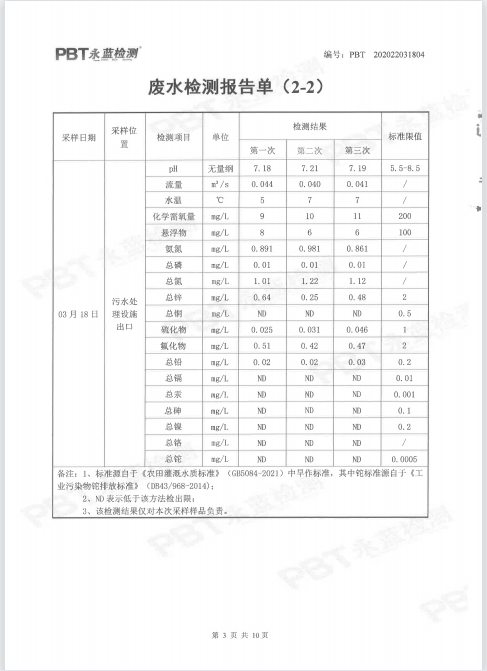 PBT 永蓝检测
编号：PBT 202022031804
废水检测报告单（2-2）
采样日期 采样位置 检测项目 单位 检测结果 标准限值
第一次 第二次 第三次
03月18日 污水处理设施出口
pH 无量纲 7.18 7.21 7.19 5.5-8.5
流量 m³/s 0.044 0.040 0.041 /
水温 ℃ 5 7 7 /
化学需氧量 mg/L 9 10 11 200
悬浮物 mg/L 8 6 6 100
氨氮 mg/L 0.891 0.981 0.861 /
总磷 mg/L 0.01 0.01 0.01 /
总氮 mg/L 1.01 1.22 1.12 /
总锌 mg/L 0.64 0.25 0.48 2
总铜 mg/L ND ND ND 0.5
硫化物 mg/L 0.025 0.031 0.046 1
氟化物 mg/L 0.51 0.42 0.47 2
总铅 mg/L 0.02 0.02 0.03 0.2
总镉 mg/L ND ND ND 0.01
总汞 mg/L ND ND ND 0.001
总砷 mg/L ND ND ND 0.1
总镍 mg/L ND ND ND 0.2
总铬 mg/L ND ND ND /
总铊 mg/L ND ND ND 0.0005
备注：1、标准源自于《农田灌溉水质标准》（GB5084-2021）中旱作标准，其中铊标准源自于《工
业污染物铊排放标准》（DB43/968-2014）；
2、ND 表示低于该方法检出限；
3、该检测结果仅对本次采样样品负责。
第 3 页 共 10 页